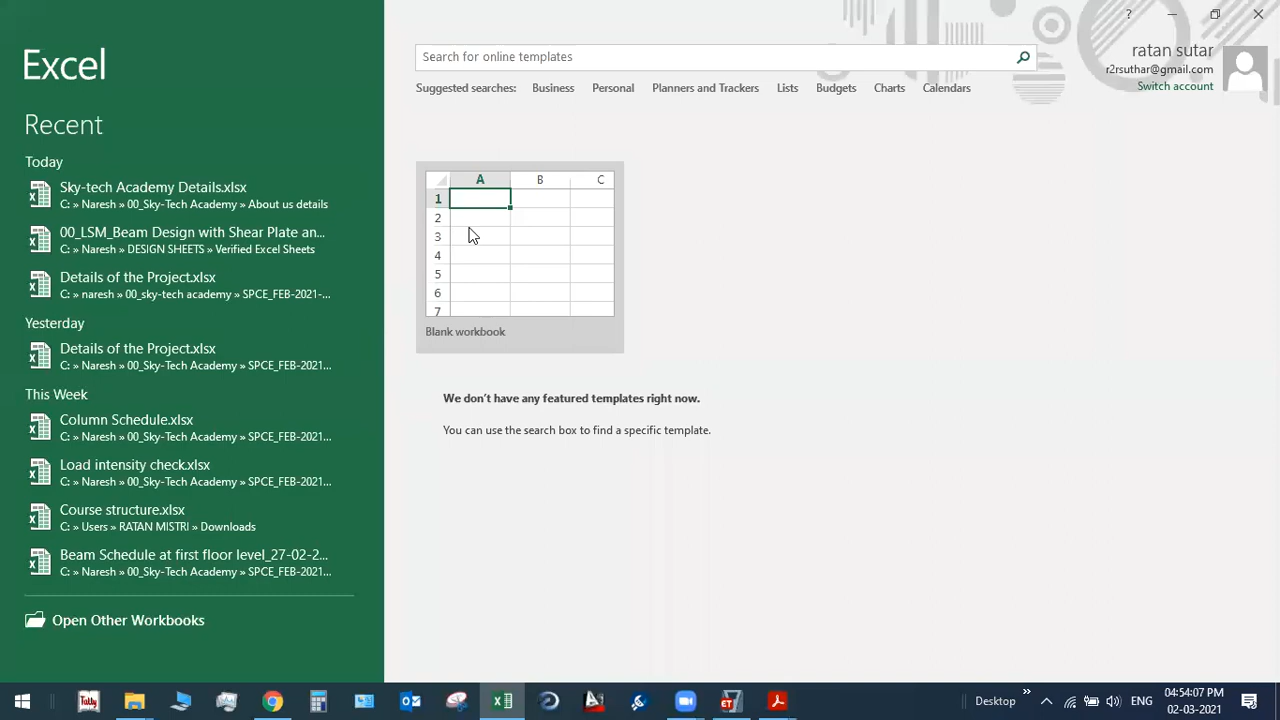 Excel
Recent
Today
Sky-tech Academy Details.xlsx
C: » Naresh » 00_Sky-Tech Academy » About us details
00_LSM_Beam Design with Shear Plate an...
C: » Naresh » DESIGN SHEETS » Verified Excel Sheets
Details of the Project.xlsx
C: » naresh » 00_sky-tech academy » SPCE_FEB-2021-...
Yesterday
Details of the Project.xlsx
C: » Naresh » 00_Sky-Tech Academy » SPCE_FEB-2021...
This Week
Column Schedule.xlsx
C: » Naresh » 00_Sky-Tech Academy » SPCE_FEB-2021...
Load intensity check.xlsx
C: » Naresh » 00_Sky-Tech Academy » SPCE_FEB-2021...
Course structure.xlsx
C: » Users » RATAN MISTRI » Downloads
Beam Schedule at first floor level_27-02-2...
C: » Naresh » 00_Sky-Tech Academy » SPCE_FEB-2021...
Open Other Workbooks
?
Search for online templates
ratan sutar
r2rsuthar@gmail.com
Switch account
Suggested searches: Business Personal Planners and Trackers Lists Budgets Charts Calendars
A B C
1
2
3
4
5
6
7
Blank workbook
We don't have any featured templates right now.
You can use the search box to find a specific template.
Tally
ET
Desktop » ENG
04:54:07 PM
02-03-2021